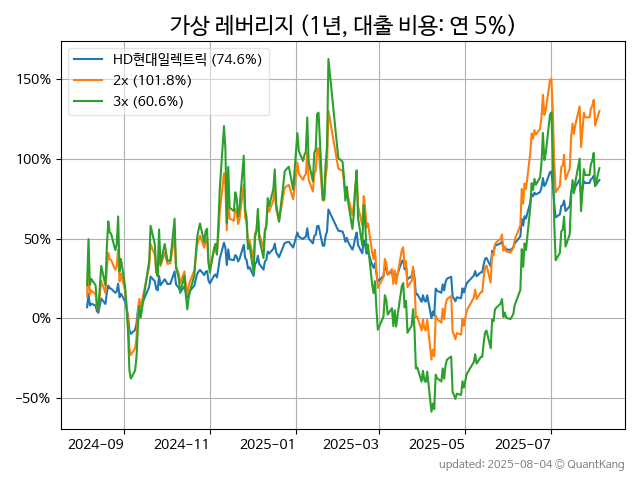 가상 레버리지 (1년, 대출 비용: 연 5%)
HD현대일렉트릭 (74.6%)
2x (101.8%)
3x (60.6%)
150%
100%
50%
0%
−50%
2024-09 2024-11 2025-01 2025-03 2025-05 2025-07
updated: 2025-08-04 © QuantKang